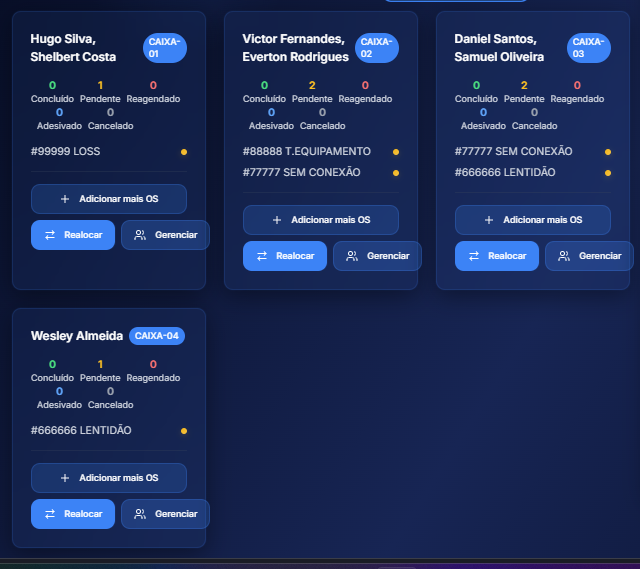 Hugo Silva,
Shelbert Costa
CAIXA-
01
0 1 0
Concluído Pendente Reagendado
0 0
Adesivado Cancelado
#99999 LOSS
+ Adicionar mais OS
Realocar Gerenciar
Victor Fernandes,
Everton Rodrigues
CAIXA-
02
0 2 0
Concluído Pendente Reagendado
0 0
Adesivado Cancelado
#88888 T.EQUIPAMENTO
#77777 SEM CONEXÃO
+ Adicionar mais OS
Realocar Gerenciar
Daniel Santos,
Samuel Oliveira
CAIXA-
03
0 2 0
Concluído Pendente Reagendado
0 0
Adesivado Cancelado
#77777 SEM CONEXÃO
#666666 LENTIDÃO
+ Adicionar mais OS
Realocar Gerenciar
Wesley Almeida CAIXA-04
0 1 0
Concluído Pendente Reagendado
0 0
Adesivado Cancelado
#666666 LENTIDÃO
+ Adicionar mais OS
Realocar Gerenciar